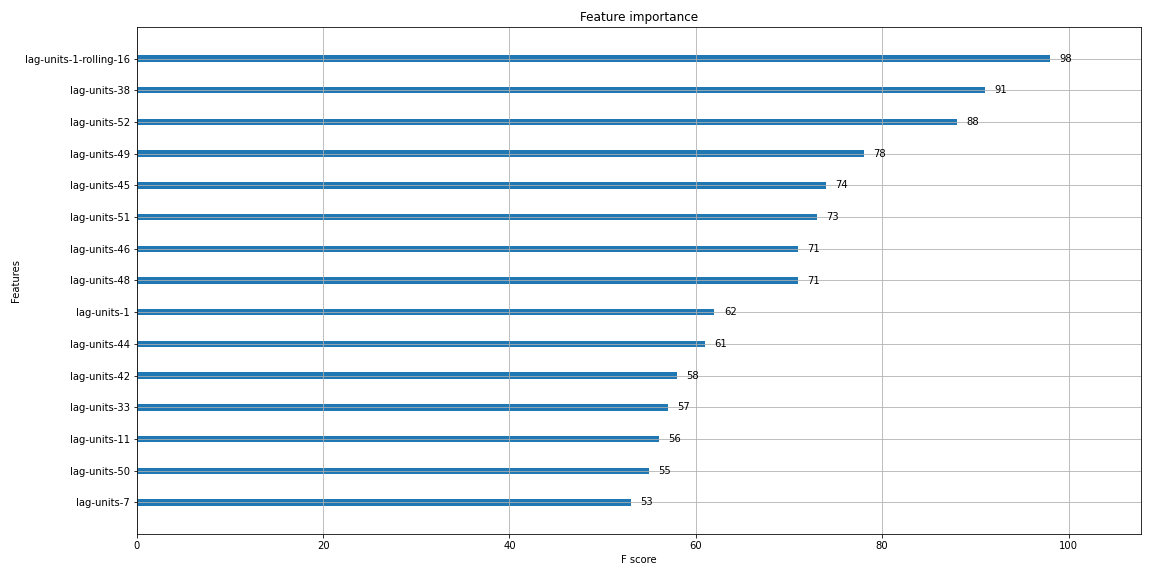 Feature importance
lag-units-1-rolling-16 98
lag-units-38 91
lag-units-52 88
lag-units-49 78
lag-units-45 74
lag-units-51 73
lag-units-46 71
lag-units-48 71
lag-units-1 62
lag-units-44 61
lag-units-42 58
lag-units-33 57
lag-units-11 56
lag-units-50 55
lag-units-7 53
Features
0 20 40 60 80 100
F score